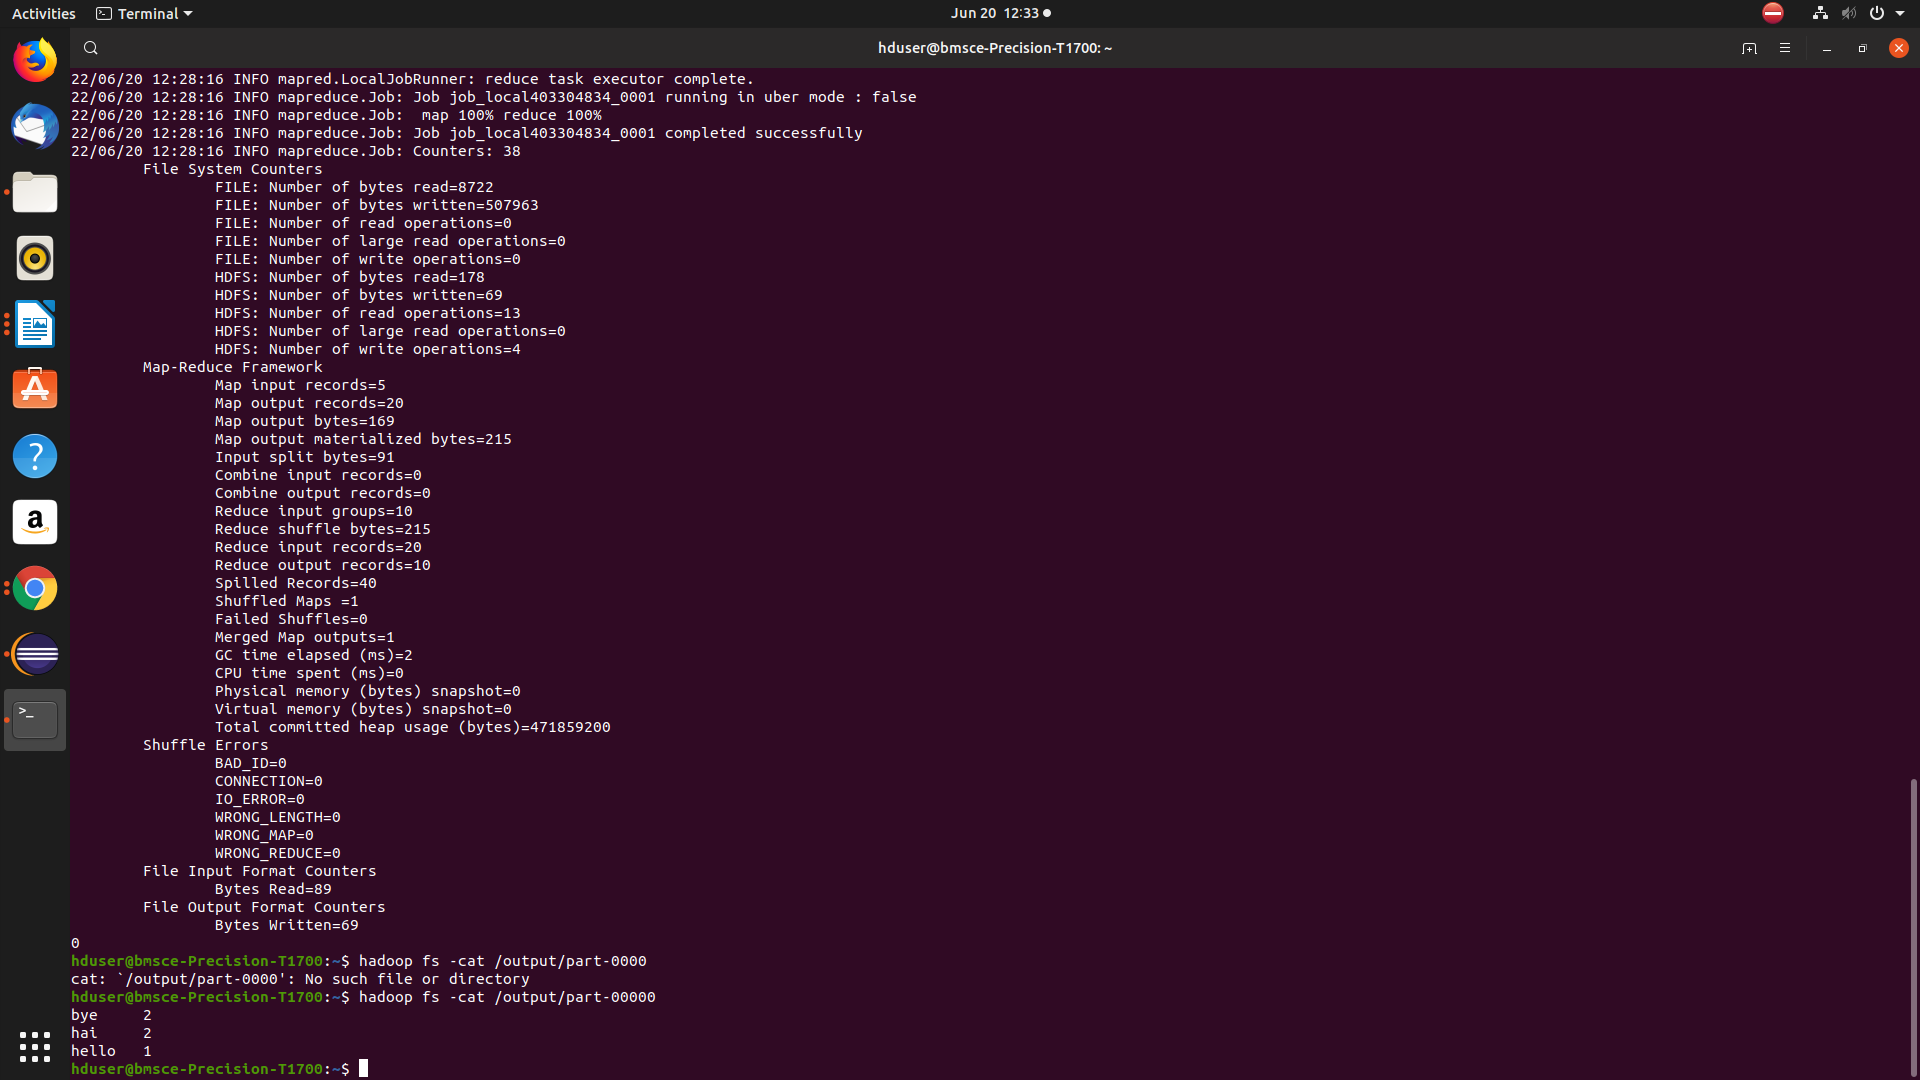 Activities Terminal Jun 20 12:33
hduser@bmsce-Precision-T1700: ~
22/06/20 12:28:16 INFO mapred.LocalJobRunner: reduce task executor complete.
22/06/20 12:28:16 INFO mapreduce.Job: Job job_local403304834_0001 running in uber mode : false
22/06/20 12:28:16 INFO mapreduce.Job:  map 100% reduce 100%
22/06/20 12:28:16 INFO mapreduce.Job: Job job_local403304834_0001 completed successfully
22/06/20 12:28:16 INFO mapreduce.Job: Counters: 38
File System Counters
FILE: Number of bytes read=8722
FILE: Number of bytes written=507963
FILE: Number of read operations=0
FILE: Number of large read operations=0
FILE: Number of write operations=0
HDFS: Number of bytes read=178
HDFS: Number of bytes written=69
HDFS: Number of read operations=13
HDFS: Number of large read operations=0
HDFS: Number of write operations=4
Map-Reduce Framework
Map input records=5
Map output records=20
Map output bytes=169
Map output materialized bytes=215
Input split bytes=91
Combine input records=0
Combine output records=0
Reduce input groups=10
Reduce shuffle bytes=215
Reduce input records=20
Reduce output records=10
Spilled Records=40
Shuffled Maps =1
Failed Shuffles=0
Merged Map outputs=1
GC time elapsed (ms)=2
CPU time spent (ms)=0
Physical memory (bytes) snapshot=0
Virtual memory (bytes) snapshot=0
Total committed heap usage (bytes)=471859200
Shuffle Errors
BAD_ID=0
CONNECTION=0
IO_ERROR=0
WRONG_LENGTH=0
WRONG_MAP=0
WRONG_REDUCE=0
File Input Format Counters
Bytes Read=89
File Output Format Counters
Bytes Written=69
0
hduser@bmsce-Precision-T1700:~$ hadoop fs -cat /output/part-0000
cat: `/output/part-0000': No such file or directory
hduser@bmsce-Precision-T1700:~$ hadoop fs -cat /output/part-00000
bye 2
hai 2
hello 1
hduser@bmsce-Precision-T1700:~$